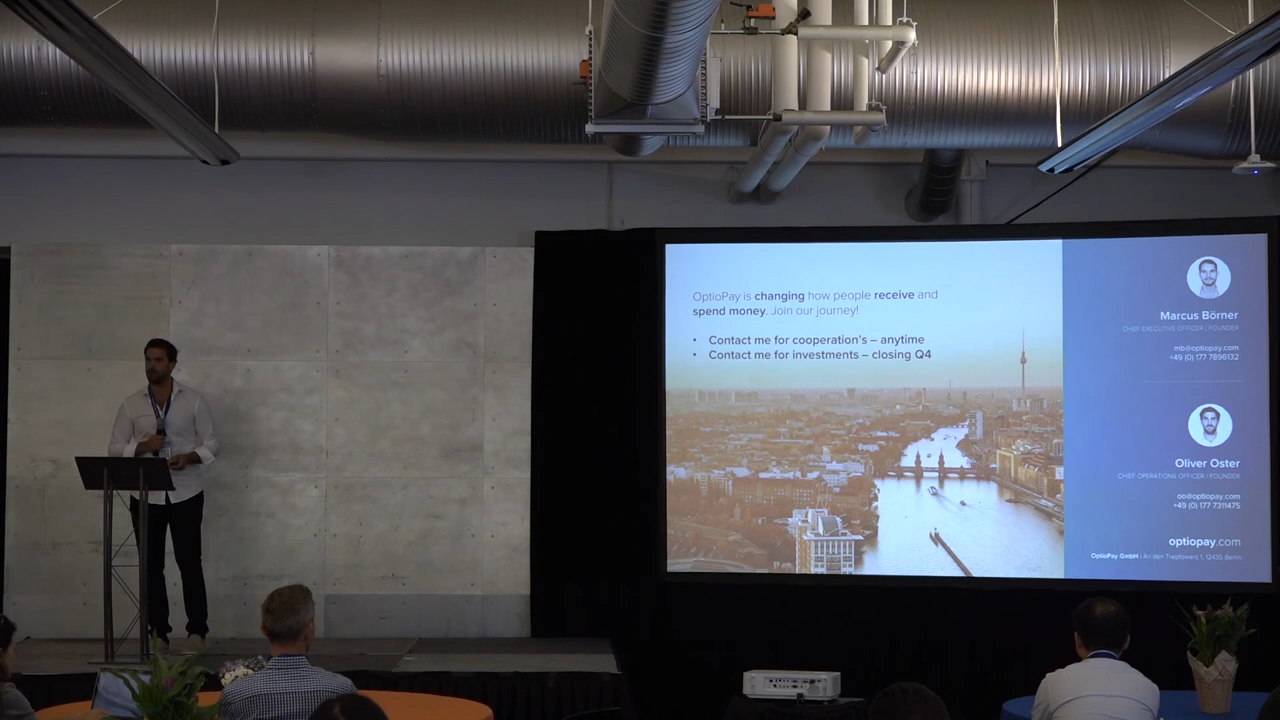 OptioPay is changing how people receive and
spend money. Join our journey!
• Contact me for cooperation's – anytime
• Contact me for investments – closing Q4
Marcus Börner
CHIEF EXECUTIVE OFFICER / FOUNDER
mb@optiopay.com
+49 (0) 177 7896132
Oliver Oster
CHIEF OPERATIONS OFFICER / FOUNDER
oo@optiopay.com
+49 (0) 177 7311475
optiopay.com
OptioPay GmbH | An den Treptowers 1, 12435 Berlin